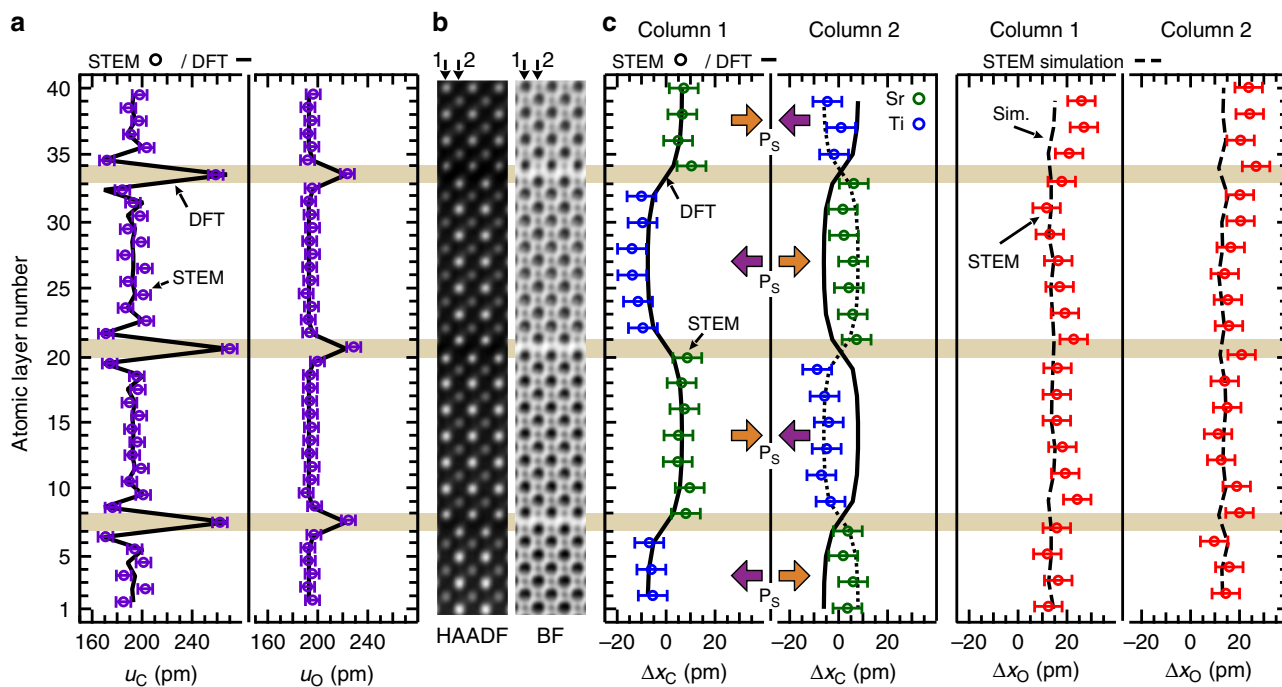 a
b
c
Column 1
Column 2
Column 1
Column 2
STEM / DFT
1 2
1 2
STEM / DFT
STEM simulation
Atomic layer number
40
35
30
25
20
15
10
5
1
DFT
STEM
Sr
Ti
P_S
DFT
P_S
STEM
P_S
P_S
Sim.
STEM
160 200 240
160 200 240 280
HAADF
BF
−20 0 20
−20 0 20
−20 0 20
−20 0 20
u_C (pm)
u_O (pm)
Δx_C (pm)
Δx_C (pm)
Δx_O (pm)
Δx_O (pm)